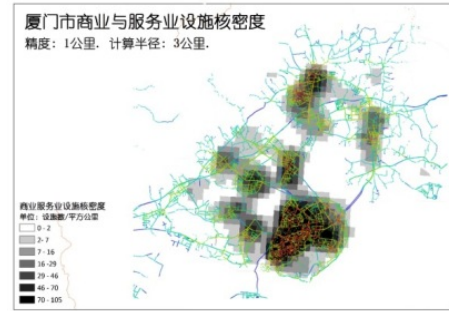 厦门市商业与服务业设施核密度
精度：1公里. 计算半径：3公里.
商业服务业设施核密度
单位：设施数/平方公里
0 - 2
2- 7
7 - 16
16 -29
29 - 46
46 - 70
70 - 105